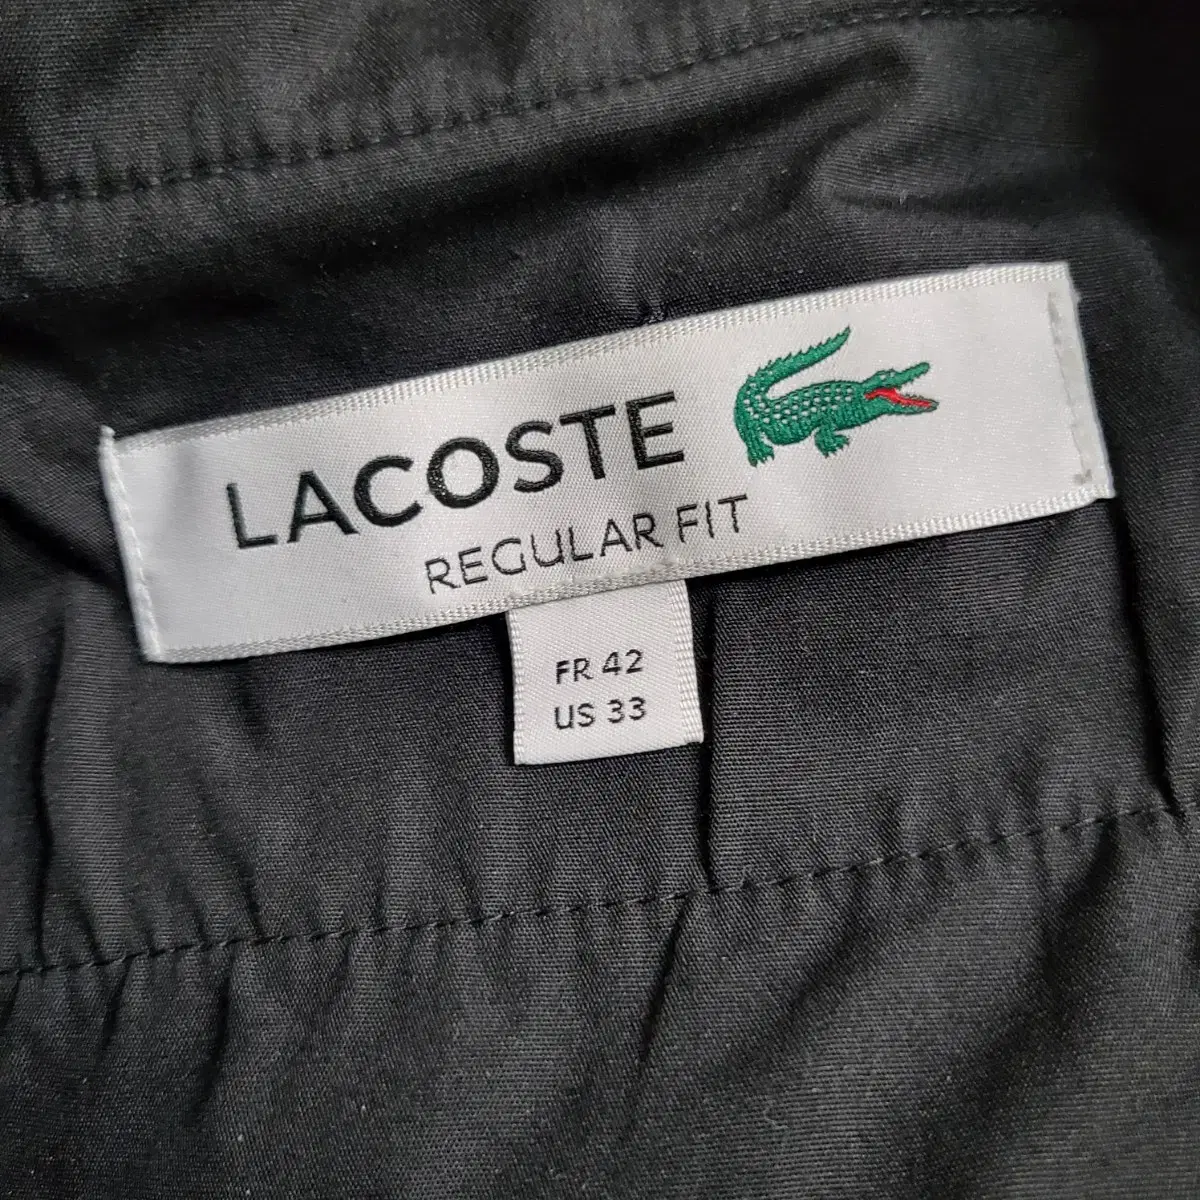 LACOSTE
REGULAR FIT
FR 42
US 33